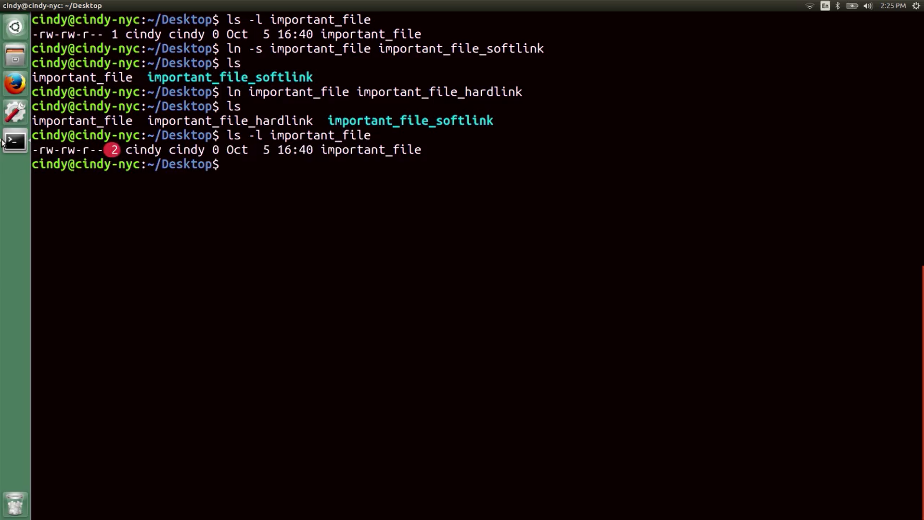 cindy@cindy-nyc: ~/Desktop En 2:25 PM
cindy@cindy-nyc:~/Desktop$ ls -l important_file
-rw-rw-r-- 1 cindy cindy 0 Oct  5 16:40 important_file
cindy@cindy-nyc:~/Desktop$ ln -s important_file important_file_softlink
cindy@cindy-nyc:~/Desktop$ ls
important_file  important_file_softlink
cindy@cindy-nyc:~/Desktop$ ln important_file important_file_hardlink
cindy@cindy-nyc:~/Desktop$ ls
important_file  important_file_hardlink  important_file_softlink
cindy@cindy-nyc:~/Desktop$ ls -l important_file
-rw-rw-r-- 2 cindy cindy 0 Oct  5 16:40 important_file
cindy@cindy-nyc:~/Desktop$